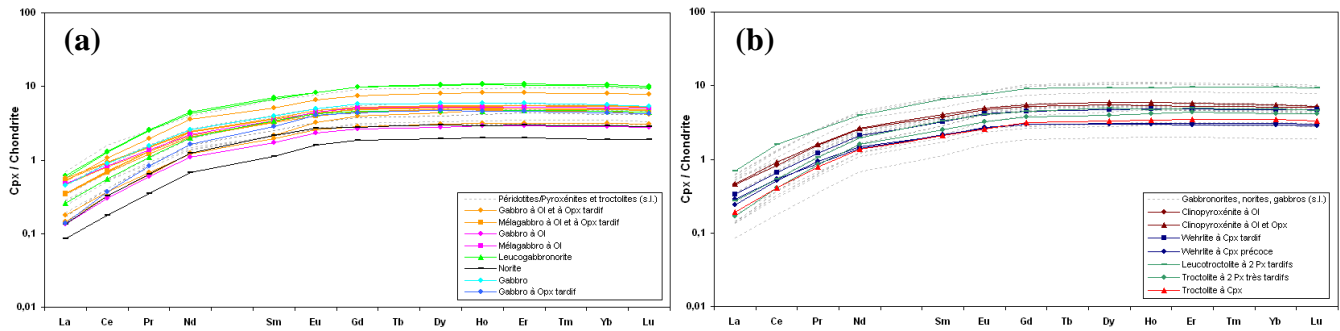 (a)
Cpx / Chondrite
100
10
1
0,1
0,01
La Ce Pr Nd Sm Eu Gd Tb Dy Ho Er Tm Yb Lu
Péridotites/Pyroxénites et troctolites (s.l.)
Gabbro à Ol et à Opx tardif
Mélagabbro à Ol et à Opx tardif
Gabbro à Ol
Mélagabbro à Ol
Leucogabbronorite
Norite
Gabbro
Gabbro à Opx tardif
(b)
Cpx / Chondrite
100
10
1
0,1
0,01
La Ce Pr Nd Sm Eu Gd Tb Dy Ho Er Tm Yb Lu
Gabbronorites, norites, gabbros (s.l.)
Clinopyroxénite à Ol
Clinopyroxénite à Ol et Opx
Wehrlite à Cpx tardif
Wehrlite à Cpx précoce
Leucotroctolite à 2 Px tardifs
Troctolite à 2 Px très tardifs
Troctolite à Cpx